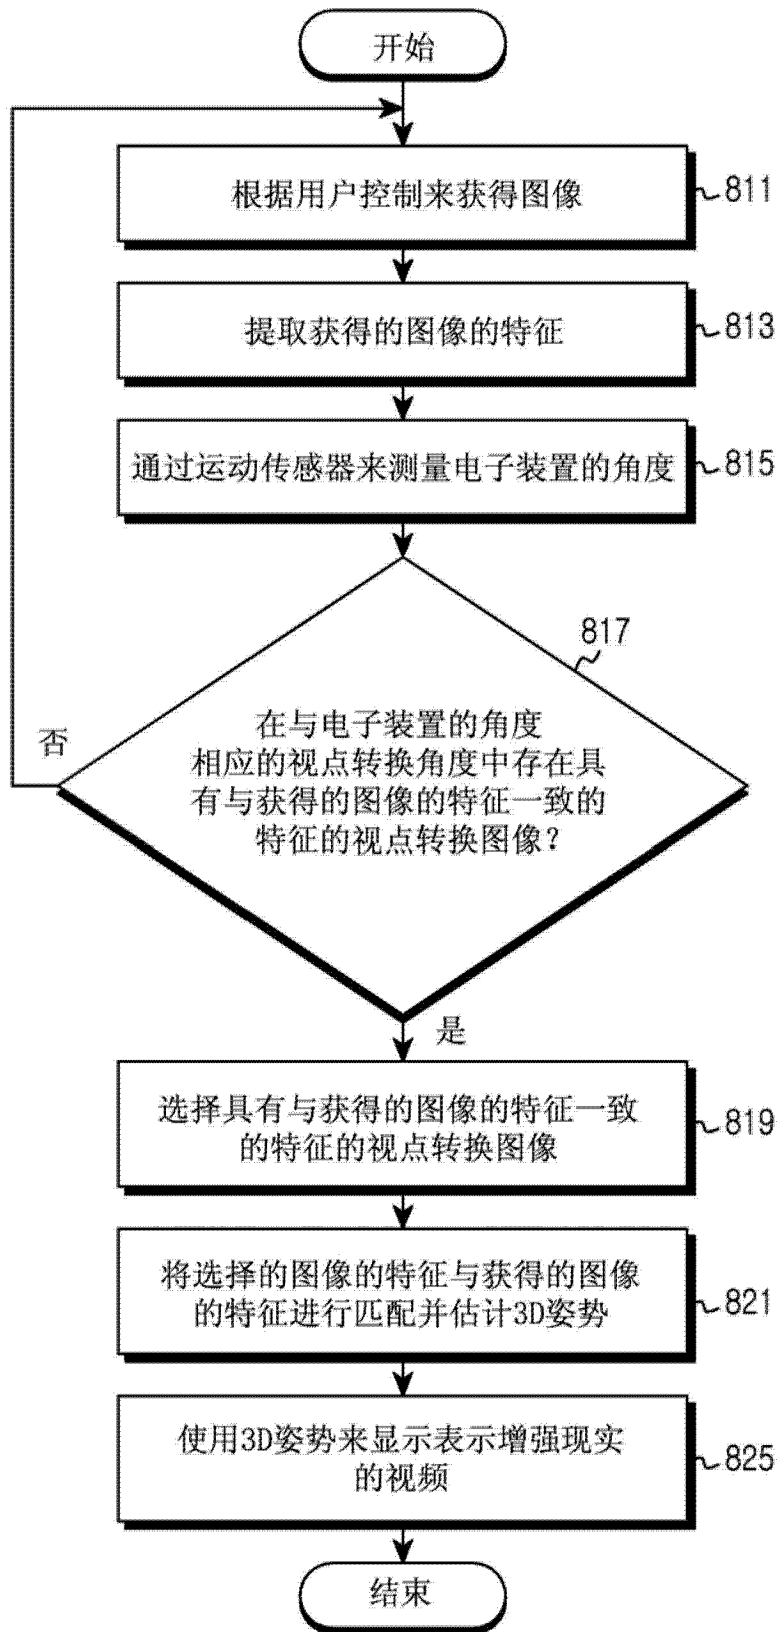 开始
根据用户控制来获得图像
811
提取获得的图像的特征
813
通过运动传感器来测量电子装置的角度
815
817
在与电子装置的角度
相应的视点转换角度中存在具
有与获得的图像的特征一致的
特征的视点转换图像?
否
是
选择具有与获得的图像的特征一致
的特征的视点转换图像
819
将选择的图像的特征与获得的图像
的特征进行匹配并估计3D姿势
821
使用3D姿势来显示表示增强现实
的视频
825
结束